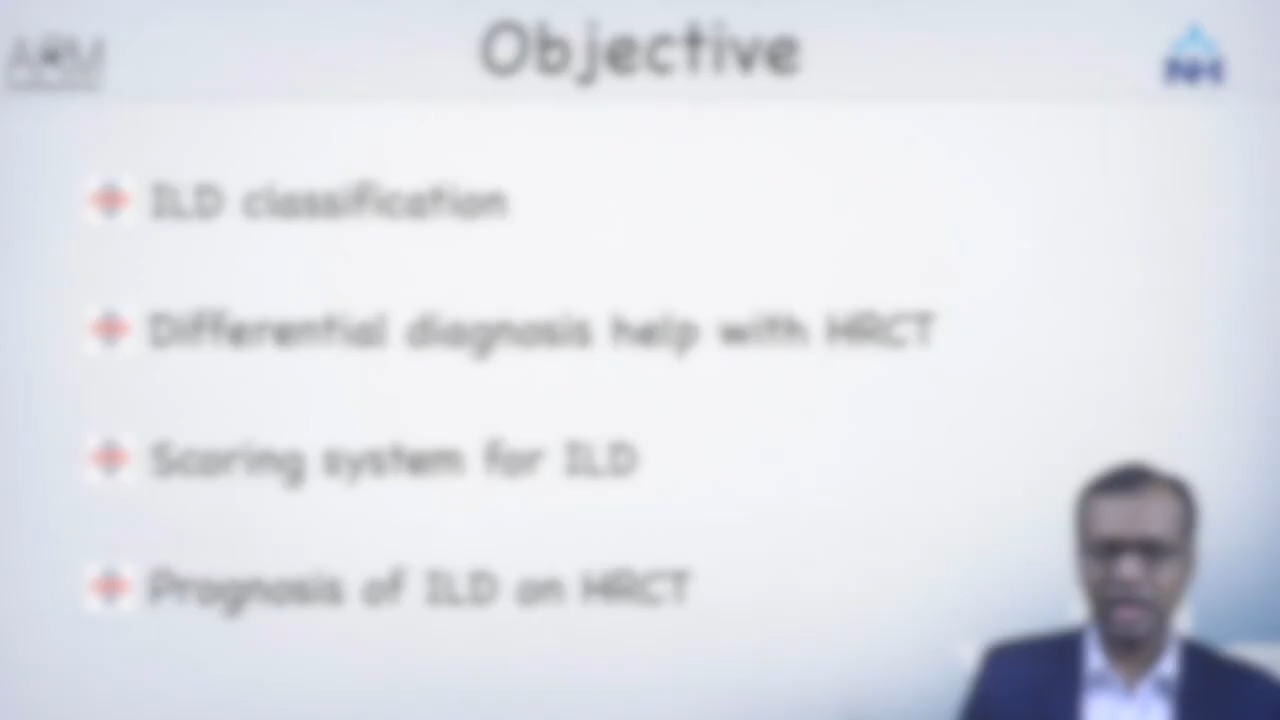 Objective
ILD classification
Differential diagnosis help with HRCT
Scoring system for ILD
Prognosis of ILD on HRCT